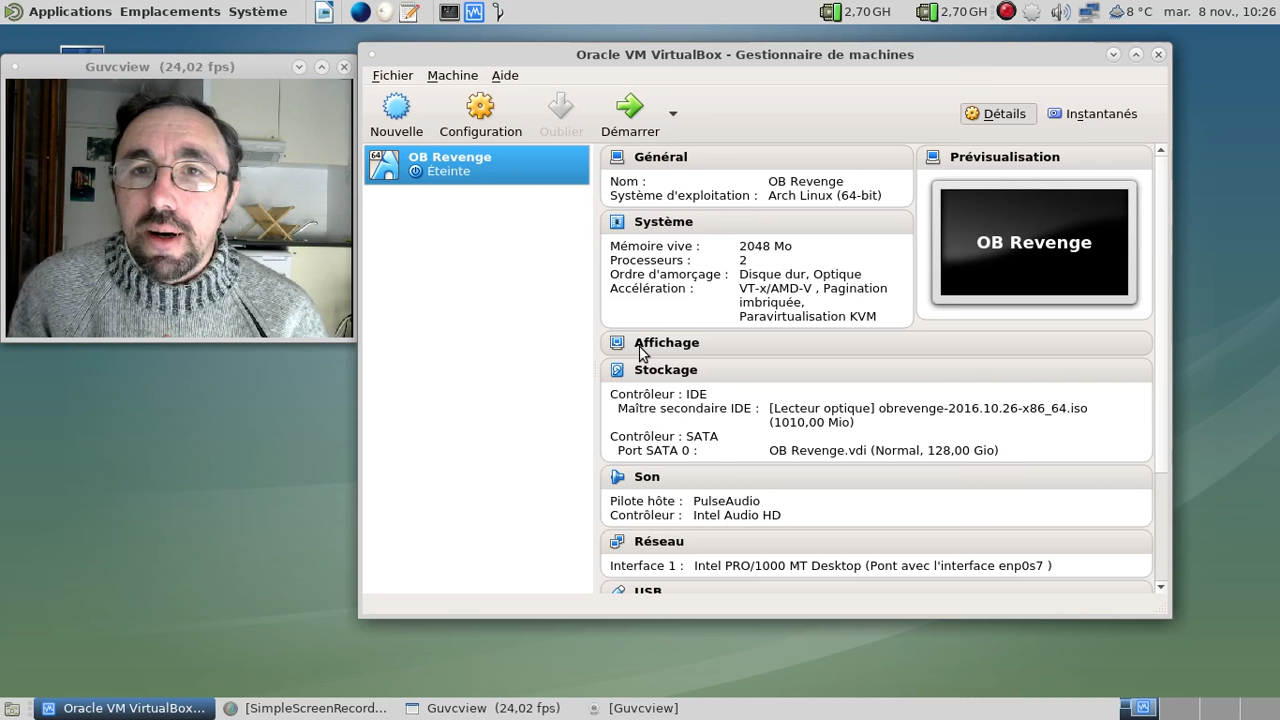 Applications Emplacements Système
2,70 GH 2,70 GH 8 °C mar. 8 nov., 10:26
Guvcview (24,02 fps)
Oracle VM VirtualBox - Gestionnaire de machines
Fichier Machine Aide
Nouvelle Configuration Oublier Démarrer
Détails Instantanés
64 OB Revenge
Éteinte
Général
Nom : OB Revenge
Système d'exploitation : Arch Linux (64-bit)
Système
Mémoire vive : 2048 Mo
Processeurs : 2
Ordre d'amorçage : Disque dur, Optique
Accélération : VT-x/AMD-V , Pagination
imbriquée,
Paravirtualisation KVM
Prévisualisation
OB Revenge
Affichage
Stockage
Contrôleur : IDE
Maître secondaire IDE : [Lecteur optique] obrevenge-2016.10.26-x86_64.iso
(1010,00 Mio)
Contrôleur : SATA
Port SATA 0 : OB Revenge.vdi (Normal, 128,00 Gio)
Son
Pilote hôte : PulseAudio
Contrôleur : Intel Audio HD
Réseau
Interface 1 : Intel PRO/1000 MT Desktop (Pont avec l'interface enp0s7 )
USB
Oracle VM VirtualBox... [SimpleScreenRecord... Guvcview (24,02 fps) [Guvcview]